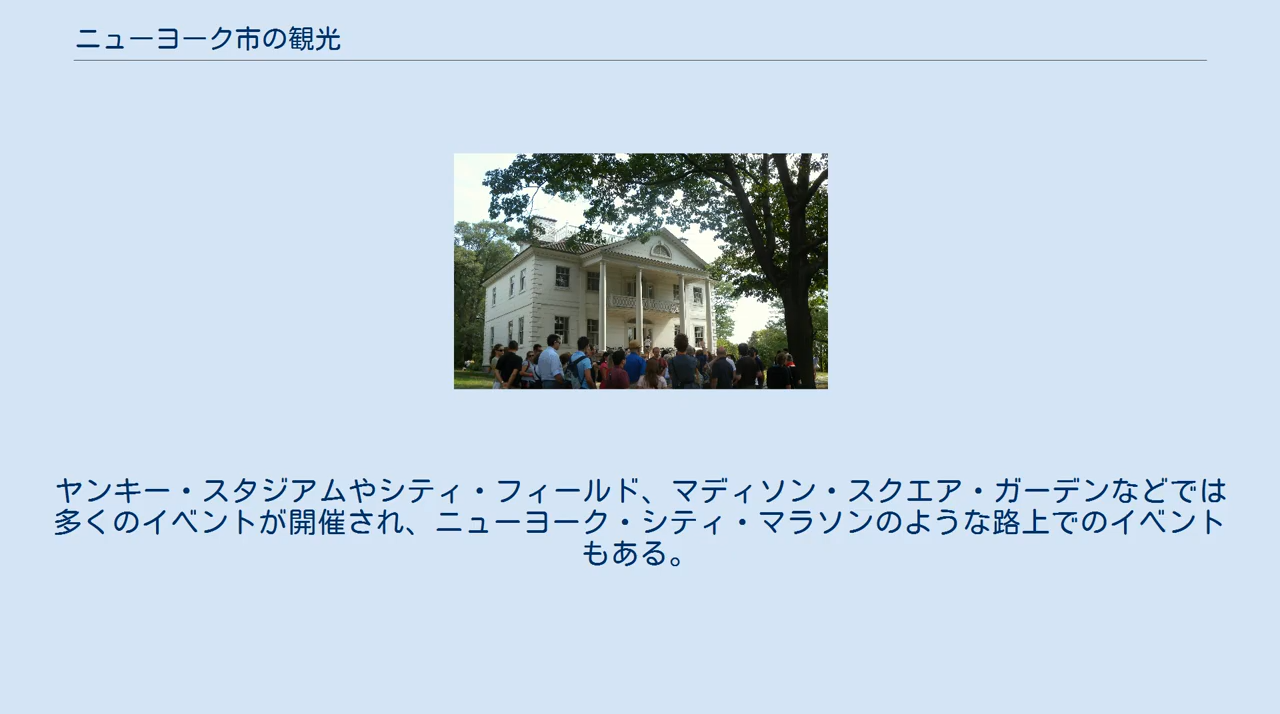 ニューヨーク市の観光
ヤンキー・スタジアムやシティ・フィールド、マディソン・スクエア・ガーデンなどでは
多くのイベントが開催され、ニューヨーク・シティ・マラソンのような路上でのイベント
もある。